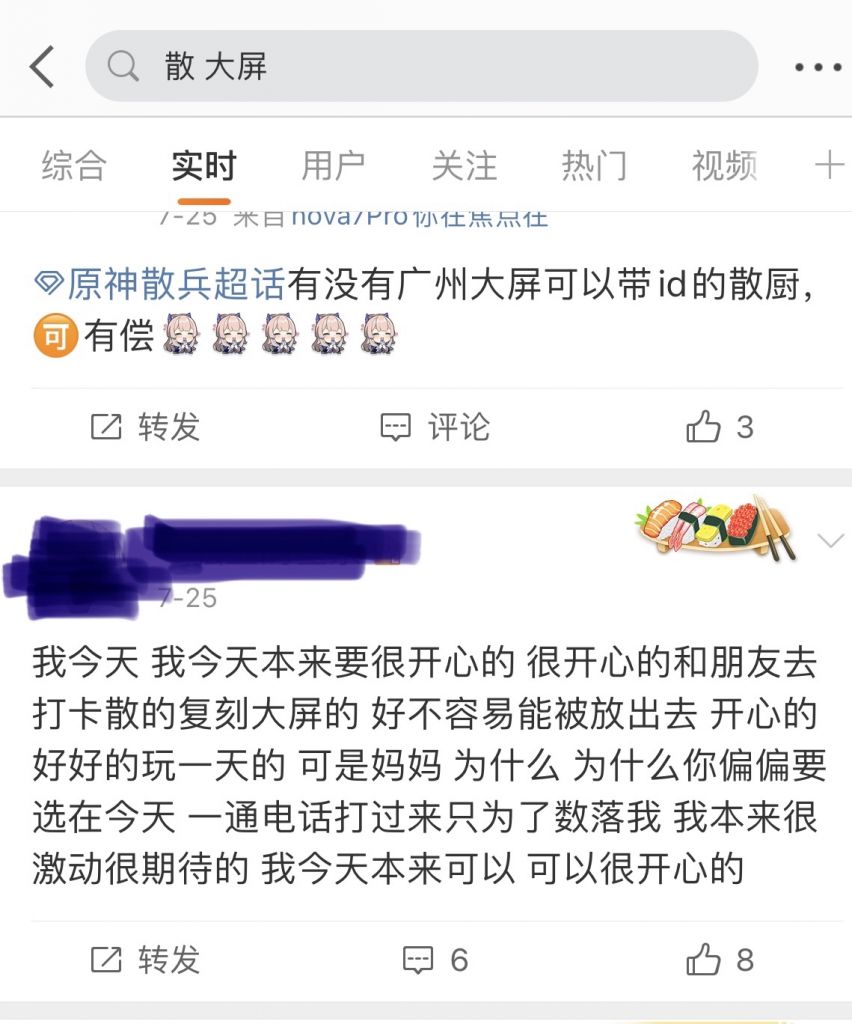 散 大屏
综合 实时 用户 关注 热门 视频
7-25 来自nova7Pro你在焦点在
原神散兵超话有没有广州大屏可以带id的散厨,
可有偿
转发 评论 3
7-25
我今天 我今天本来要很开心的 很开心的和朋友去
打卡散的复刻大屏的 好不容易能被放出去 开心的
好好的玩一天的 可是妈妈 为什么 为什么你偏偏要
选在今天 一通电话打过来只为了数落我 我本来很
激动很期待的 我今天本来可以 可以很开心的
转发 6 8